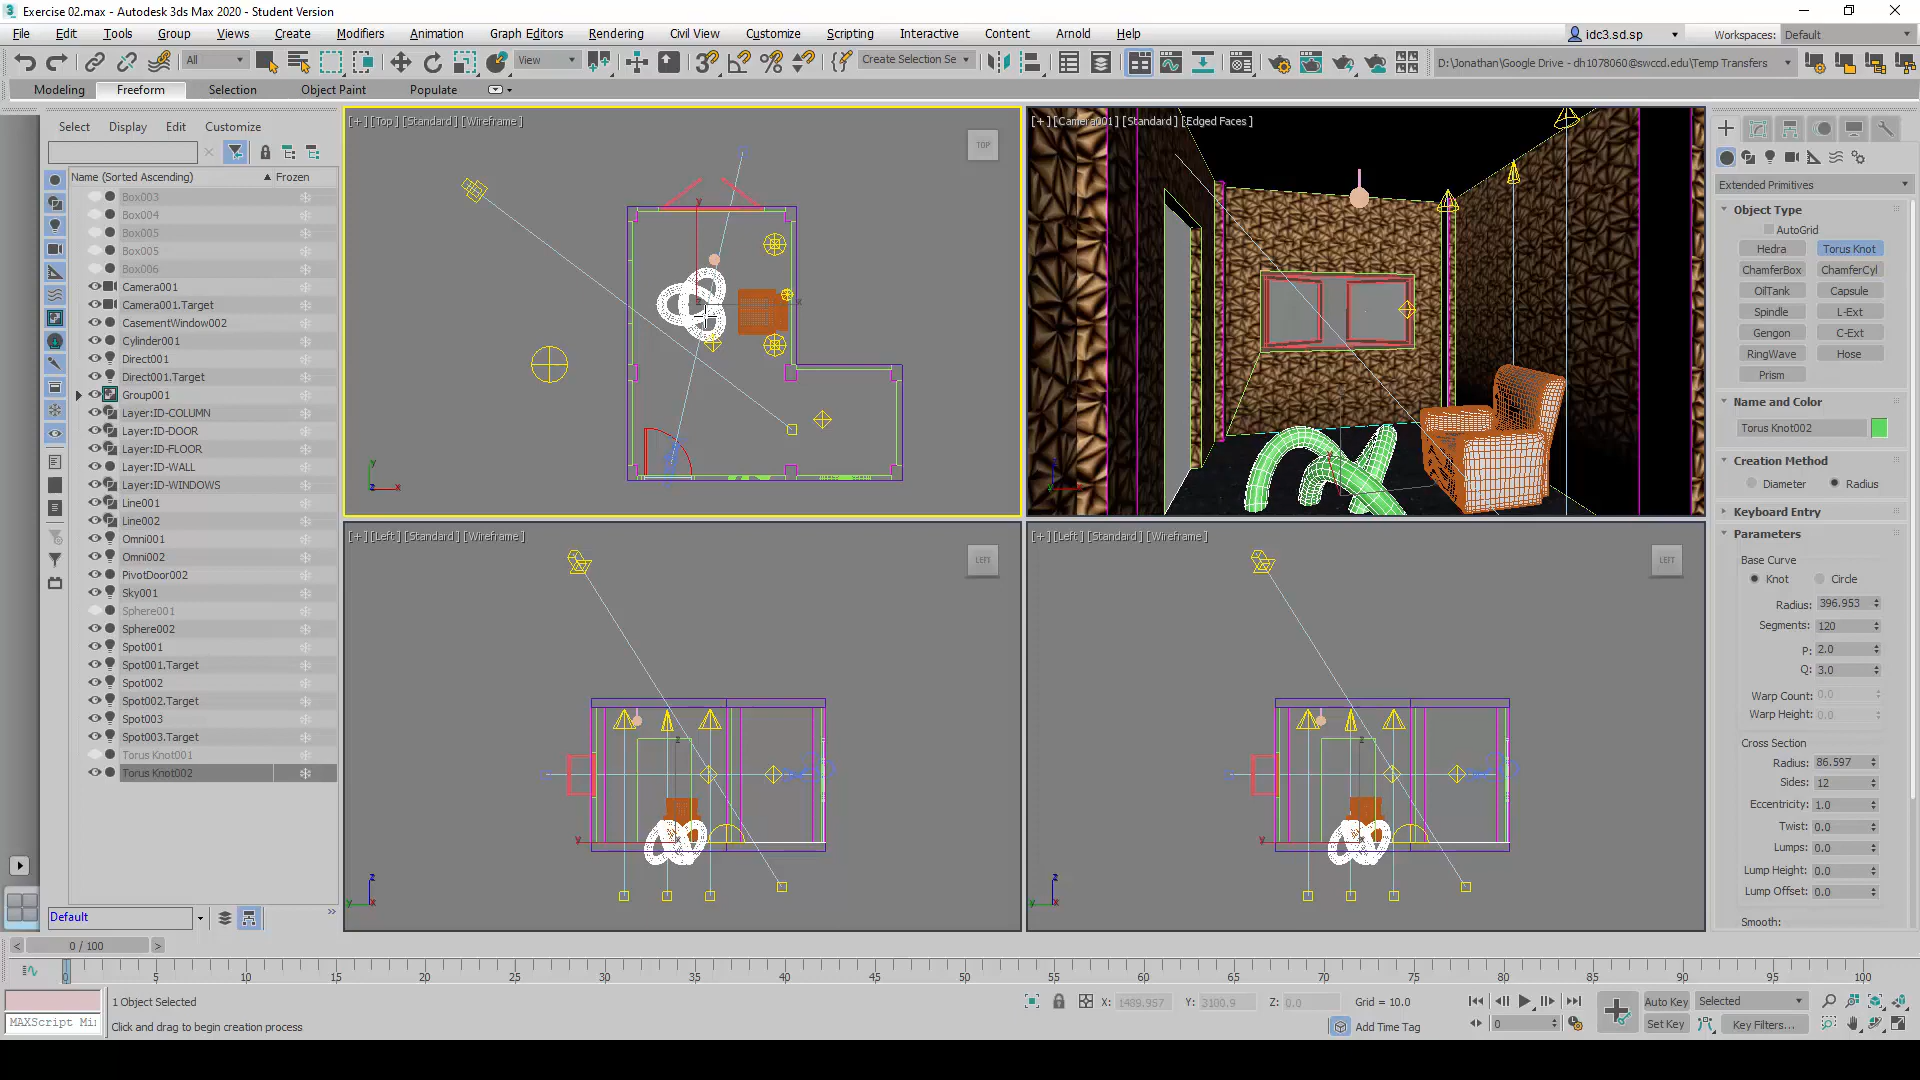 Exercise 02.max - Autodesk 3ds Max 2020 - Student Version
File Edit Tools Group Views Create Modifiers Animation Graph Editors Rendering Civil View Customize Scripting Interactive Content Arnold Help
idc3.sd.sp Workspaces: Default
All View Create Selection Se D:\Jonathan\Google Drive - dh1078060@swccd.edu\Temp Transfers
Modeling Freeform Selection Object Paint Populate
Select Display Edit Customize
Name (Sorted Ascending) ▲ Frozen
Box003
Box004
Box005
Box005
Box006
Camera001
Camera001.Target
CasementWindow002
Cylinder001
Direct001
Direct001.Target
Group001
Layer:ID-COLUMN
Layer:ID-DOOR
Layer:ID-FLOOR
Layer:ID-WALL
Layer:ID-WINDOWS
Line001
Line002
Omni001
Omni002
PivotDoor002
Sky001
Sphere001
Sphere002
Spot001
Spot001.Target
Spot002
Spot002.Target
Spot003
Spot003.Target
Torus Knot001
Torus Knot002
Default
[+] [Top] [Standard] [Wireframe]
TOP
y
x
y
z x
[+] [Camera001] [Standard] [Edged Faces]
[+] [Left] [Standard] [Wireframe]
LEFT
z
y
z
y x
[+] [Left] [Standard] [Wireframe]
LEFT
z
y
z
y x
Extended Primitives
Object Type
AutoGrid
Hedra Torus Knot
ChamferBox ChamferCyl
OilTank Capsule
Spindle L-Ext
Gengon C-Ext
RingWave Hose
Prism
Name and Color
Torus Knot002
Creation Method
Diameter Radius
Keyboard Entry
Parameters
Base Curve
Knot Circle
Radius: 396.953
Segments: 120
P: 2.0
Q: 3.0
Warp Count: 0.0
Warp Height: 0.0
Cross Section
Radius: 86.597
Sides: 12
Eccentricity: 1.0
Twist: 0.0
Lumps: 0.0
Lump Height: 0.0
Lump Offset: 0.0
Smooth:
< 0 / 100 >
0 5 10 15 20 25 30 35 40 45 50 55 60 65 70 75 80 85 90 95 100
1 Object Selected X: 1489.957 Y: 3100.9 Z: 0.0 Grid = 10.0 Auto Key Selected
MAXScript Mi Click and drag to begin creation process Add Time Tag 0 Set Key Key Filters...